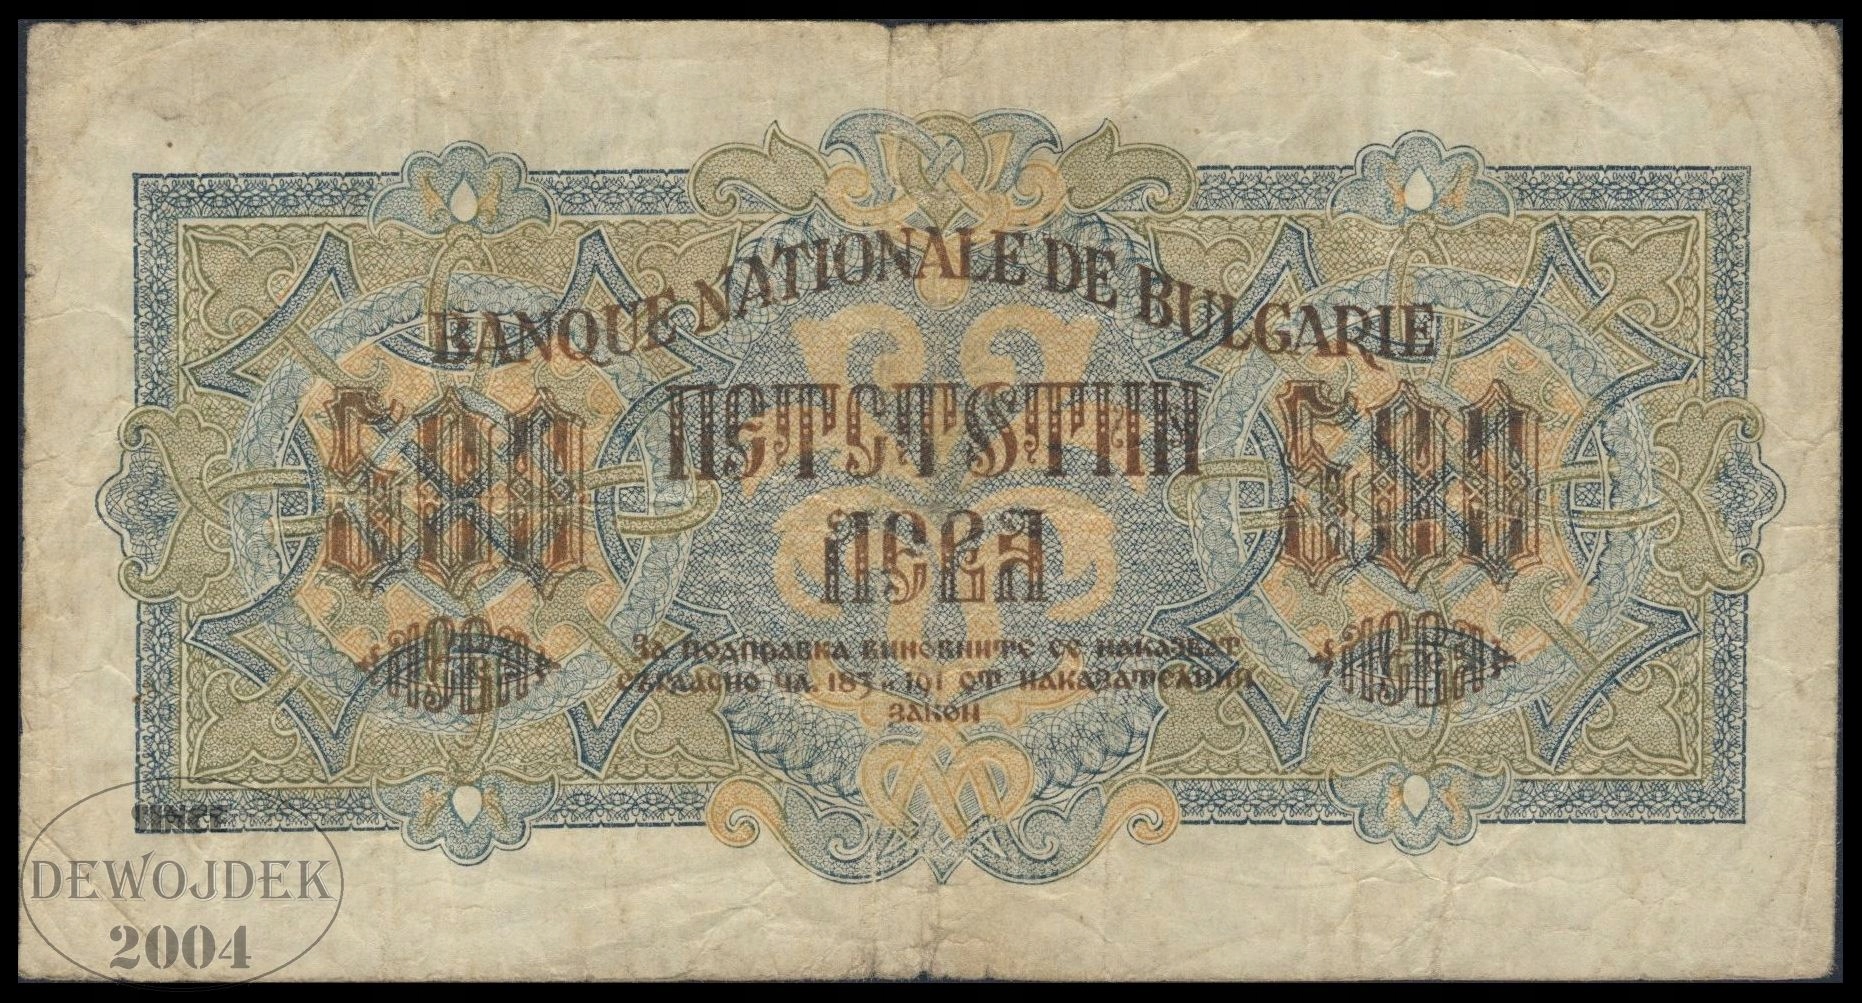 BANQUE NATIONALE DE BULGARIE
500 ПЕТСТОТИН 500
ЛЕВА
ЛЕВА ЛЕВА
За подправка виновните се наказват
съгласно чл. 183 и 191 от наказателния
закон
DEWOJDEK
2004